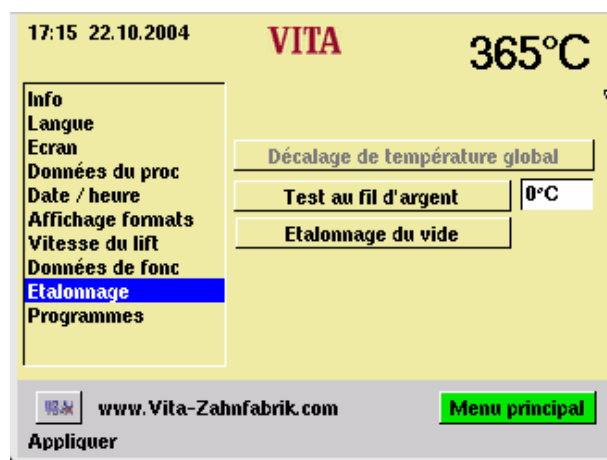 17:15 22.10.2004
VITA
365°C
Info
Langue
Ecran
Données du proc
Date / heure
Affichage formats
Vitesse du lift
Données de fonc
Etalonnage
Programmes
Décalage de température global
Test au fil d'argent
0°C
Etalonnage du vide
www.Vita-Zahnfabrik.com
Menu principal
Appliquer